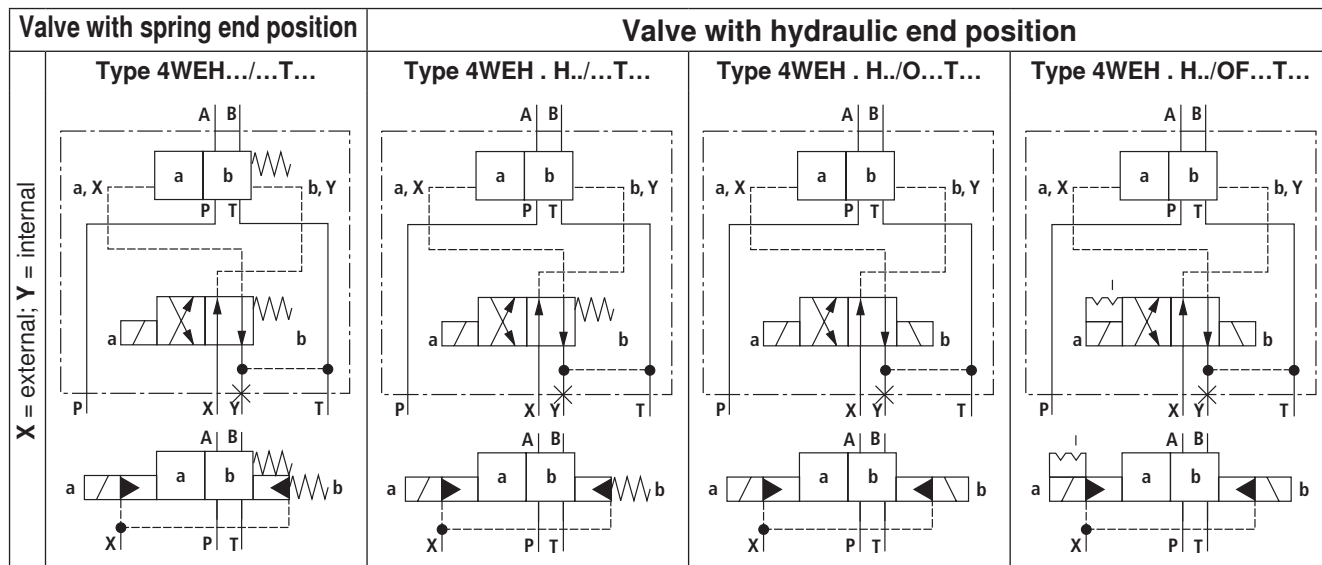 Valve with spring end position
Valve with hydraulic end position
X = external; Y = internal
Type 4WEH.../...T...
A B
a b
a, X b, Y
P T
a b
P X Y T
A B
a a b b
X P T
Type 4WEH . H../...T...
A B
a b
a, X b, Y
P T
a b
P X Y T
A B
a a b b
X P T
Type 4WEH . H../O...T...
A B
a b
a, X b, Y
P T
a b
P X Y T
A B
a a b b
X P T
Type 4WEH . H../OF...T...
A B
a b
a, X b, Y
P T
a b
P X Y T
A B
a a b b
X P T